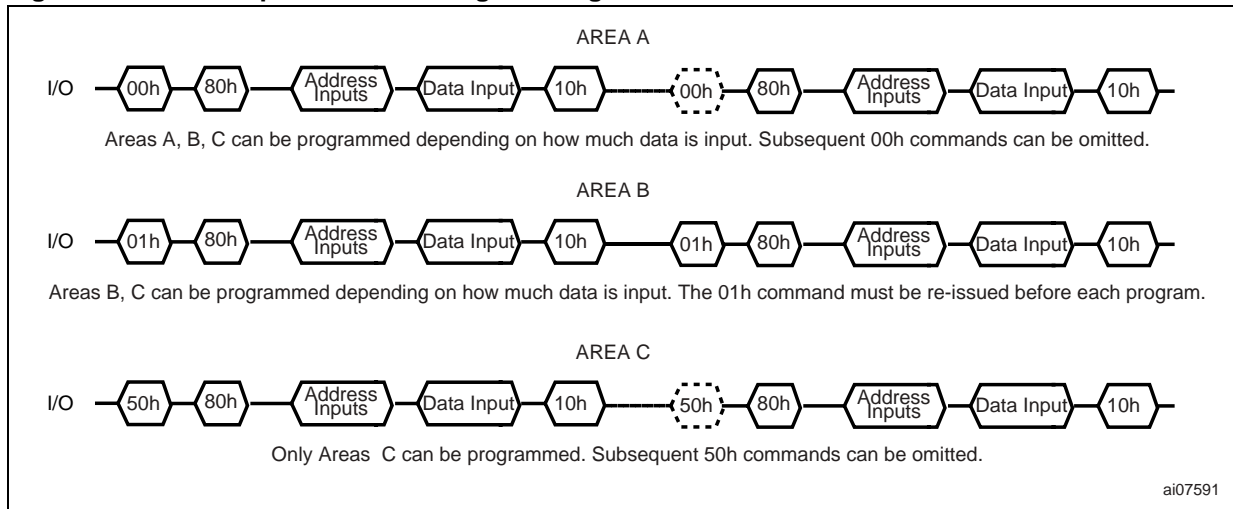 AREA A
I/O 00h 80h Address Inputs Data Input 10h 00h 80h Address Inputs Data Input 10h
Areas A, B, C can be programmed depending on how much data is input. Subsequent 00h commands can be omitted.
AREA B
I/O 01h 80h Address Inputs Data Input 10h 01h 80h Address Inputs Data Input 10h
Areas B, C can be programmed depending on how much data is input. The 01h command must be re-issued before each program.
AREA C
I/O 50h 80h Address Inputs Data Input 10h 50h 80h Address Inputs Data Input 10h
Only Areas C can be programmed. Subsequent 50h commands can be omitted.
ai07591